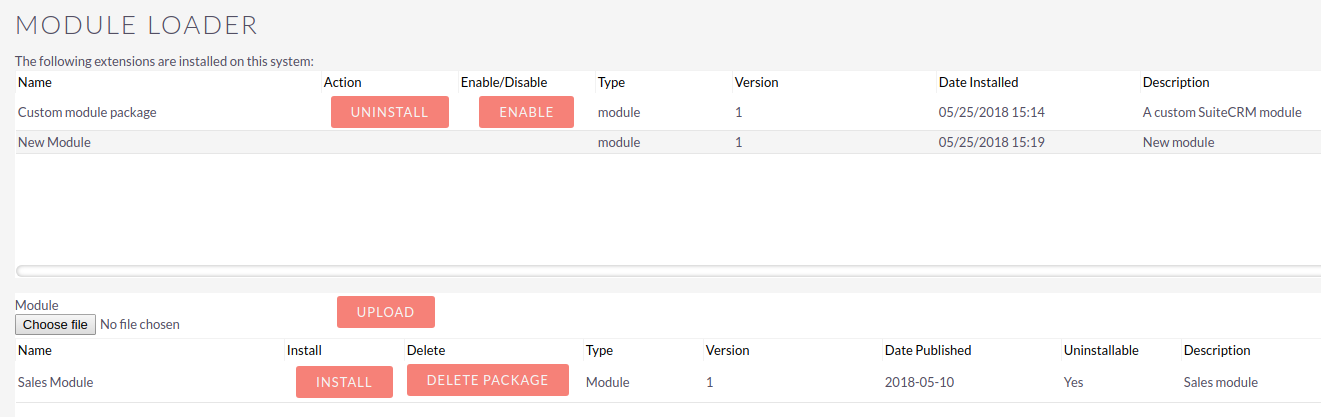 MODULE LOADER
The following extensions are installed on this system:
Name Action Enable/Disable Type Version Date Installed Description
Custom module package UNINSTALL ENABLE module 1 05/25/2018 15:14 A custom SuiteCRM module
New Module module 1 05/25/2018 15:19 New module
Module UPLOAD
Choose file No file chosen
Name Install Delete Type Version Date Published Uninstallable Description
Sales Module INSTALL DELETE PACKAGE Module 1 2018-05-10 Yes Sales module